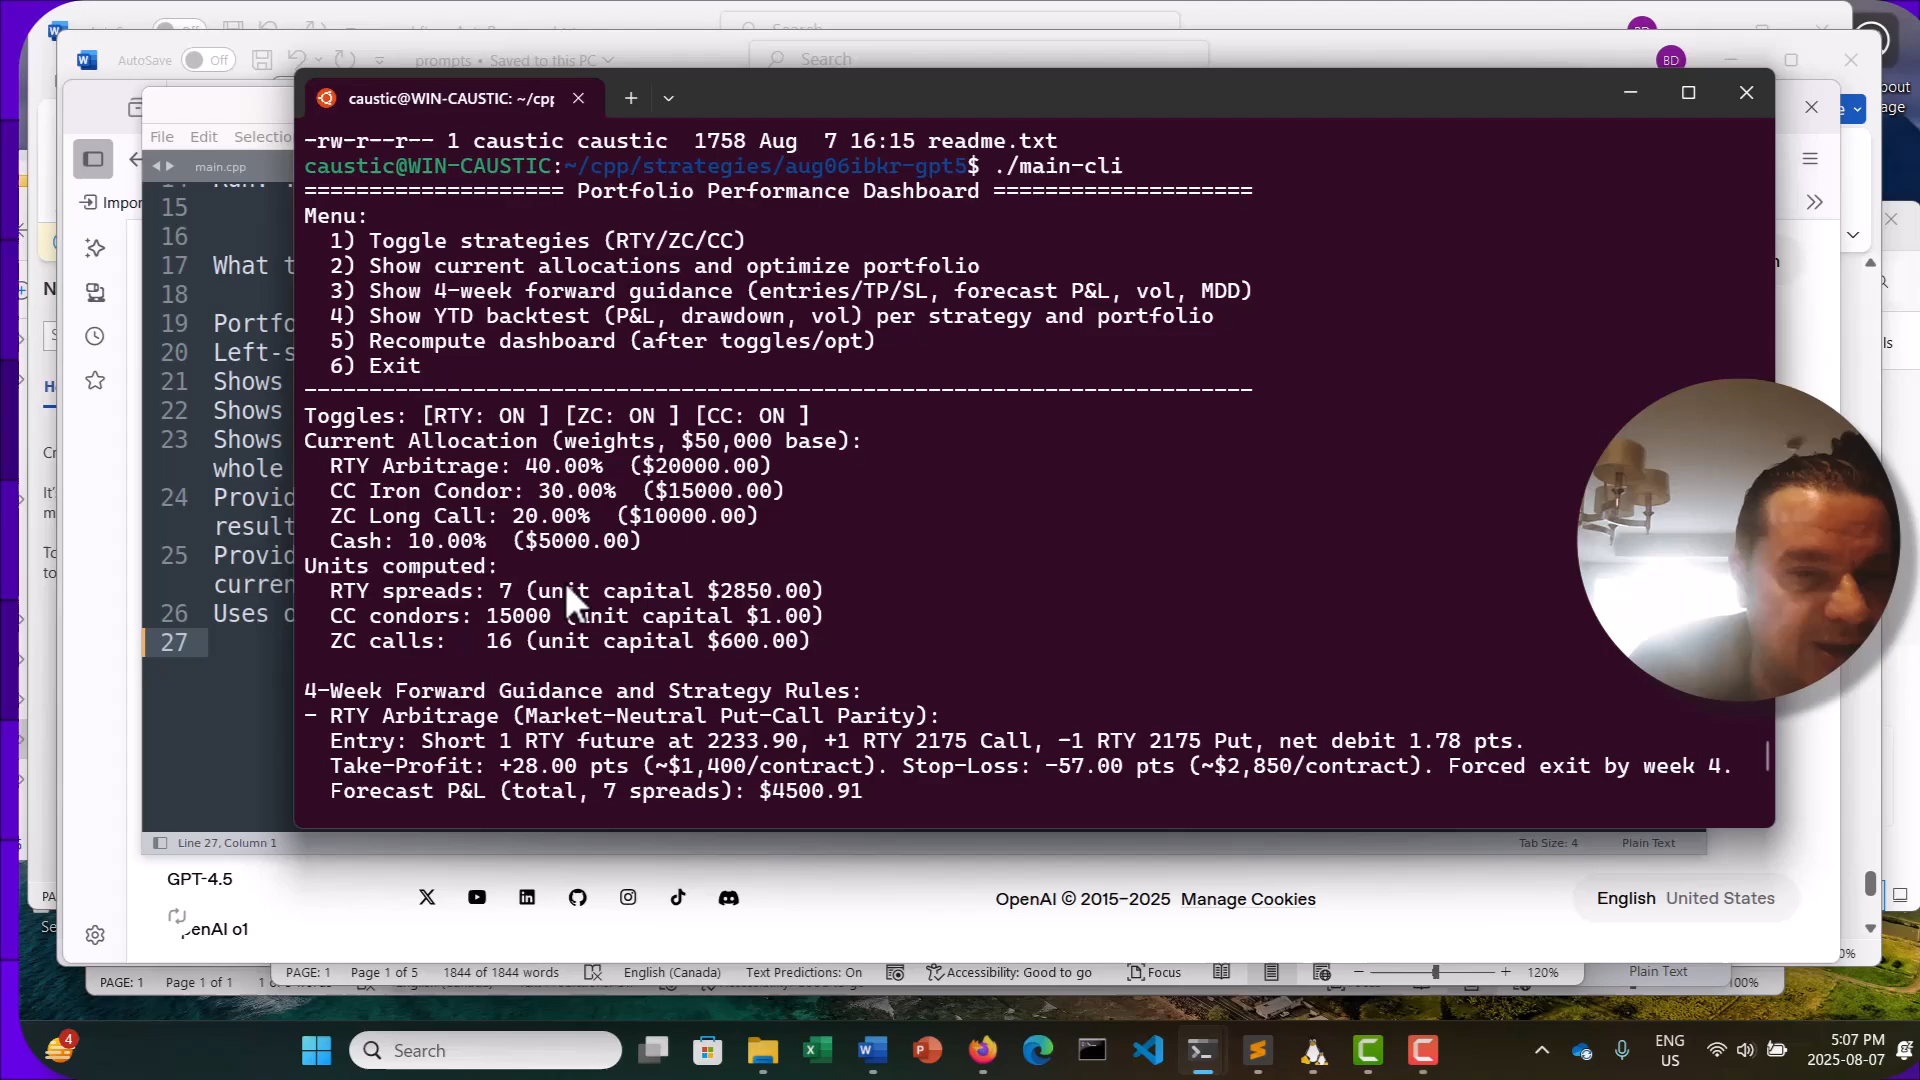 AutoSave Off
prompts • Saved to this PC
Search
BD
caustic@WIN-CAUSTIC: ~/cpp
File Edit Selectio
main.cpp
-rw-r--r-- 1 caustic caustic 1758 Aug 7 16:15 readme.txt
caustic@WIN-CAUSTIC:~/cpp/strategies/aug06ibkr-gpt5$ ./main-cli
==================== Portfolio Performance Dashboard ====================
Menu:
1) Toggle strategies (RTY/ZC/CC)
2) Show current allocations and optimize portfolio
3) Show 4-week forward guidance (entries/TP/SL, forecast P&L, vol, MDD)
4) Show YTD backtest (P&L, drawdown, vol) per strategy and portfolio
5) Recompute dashboard (after toggles/opt)
6) Exit
-------------------------------------------------------------------------
Toggles: [RTY: ON ] [ZC: ON ] [CC: ON ]
Current Allocation (weights, $50,000 base):
RTY Arbitrage: 40.00% ($20000.00)
CC Iron Condor: 30.00% ($15000.00)
ZC Long Call: 20.00% ($10000.00)
Cash: 10.00% ($5000.00)
Units computed:
RTY spreads: 7 (unit capital $2850.00)
CC condors: 15000 (unit capital $1.00)
ZC calls: 16 (unit capital $600.00)
4-Week Forward Guidance and Strategy Rules:
- RTY Arbitrage (Market-Neutral Put-Call Parity):
Entry: Short 1 RTY future at 2233.90, +1 RTY 2175 Call, -1 RTY 2175 Put, net debit 1.78 pts.
Take-Profit: +28.00 pts (~$1,400/contract). Stop-Loss: -57.00 pts (~$2,850/contract). Forced exit by week 4.
Forecast P&L (total, 7 spreads): $4500.91
15
16
17 What t
18
19 Portfo
20 Left-s
21 Shows
22 Shows
23 Shows
whole
24 Provid
result
25 Provid
curren
26 Uses o
27
Line 27, Column 1
Tab Size: 4
Plain Text
GPT-4.5
OpenAI © 2015–2025 Manage Cookies
English United States
PAGE: 1 Page 1 of 5 1844 of 1844 words English (Canada) Text Predictions: On Accessibility: Good to go Focus 120%
Plain Text
PAGE: 1 Page 1 of 1
4
Search
ENG
US
5:07 PM
2025-08-07